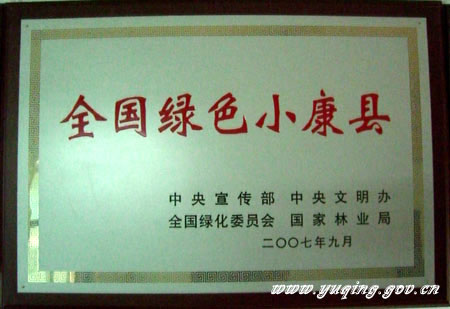 全国绿色小康县
中央宣传部 中央文明办
全国绿化委员会 国家林业局
二〇〇七年九月
www.yuqing.gov.cn